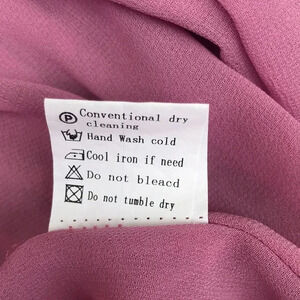 P Conventional dry
cleaning
Hand Wash cold
Cool iron if need
Do not bleacd
Do not tumble dry